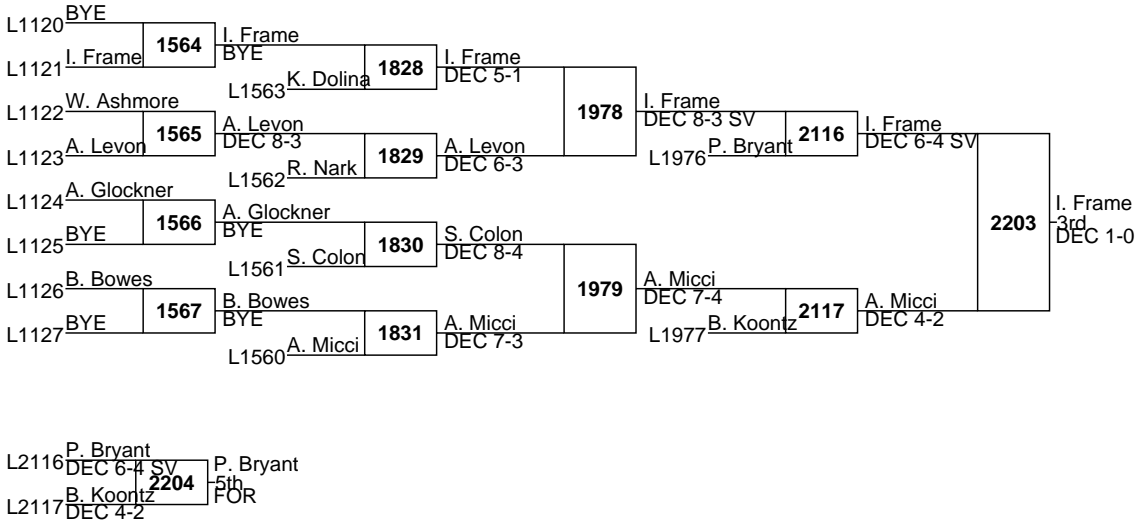 BYE
L1120
1564
I. Frame
BYE
I. Frame
L1121
K. Dolina
L1563
1828
I. Frame
DEC 5-1
W. Ashmore
L1122
1565
A. Levon
DEC 8-3
A. Levon
L1123
R. Nark
L1562
1829
A. Levon
DEC 6-3
1978
I. Frame
DEC 8-3 SV
P. Bryant
L1976
2116
I. Frame
DEC 6-4 SV
A. Glockner
L1124
1566
A. Glockner
BYE
BYE
L1125
S. Colon
L1561
1830
S. Colon
DEC 8-4
B. Bowes
L1126
1567
B. Bowes
BYE
BYE
L1127
A. Micci
L1560
1831
A. Micci
DEC 7-3
1979
A. Micci
DEC 7-4
B. Koontz
L1977
2117
A. Micci
DEC 4-2
2203
I. Frame
3rd
DEC 1-0
P. Bryant
L2116
DEC 6-4 SV
2204
P. Bryant
5th
FOR
B. Koontz
L2117
DEC 4-2